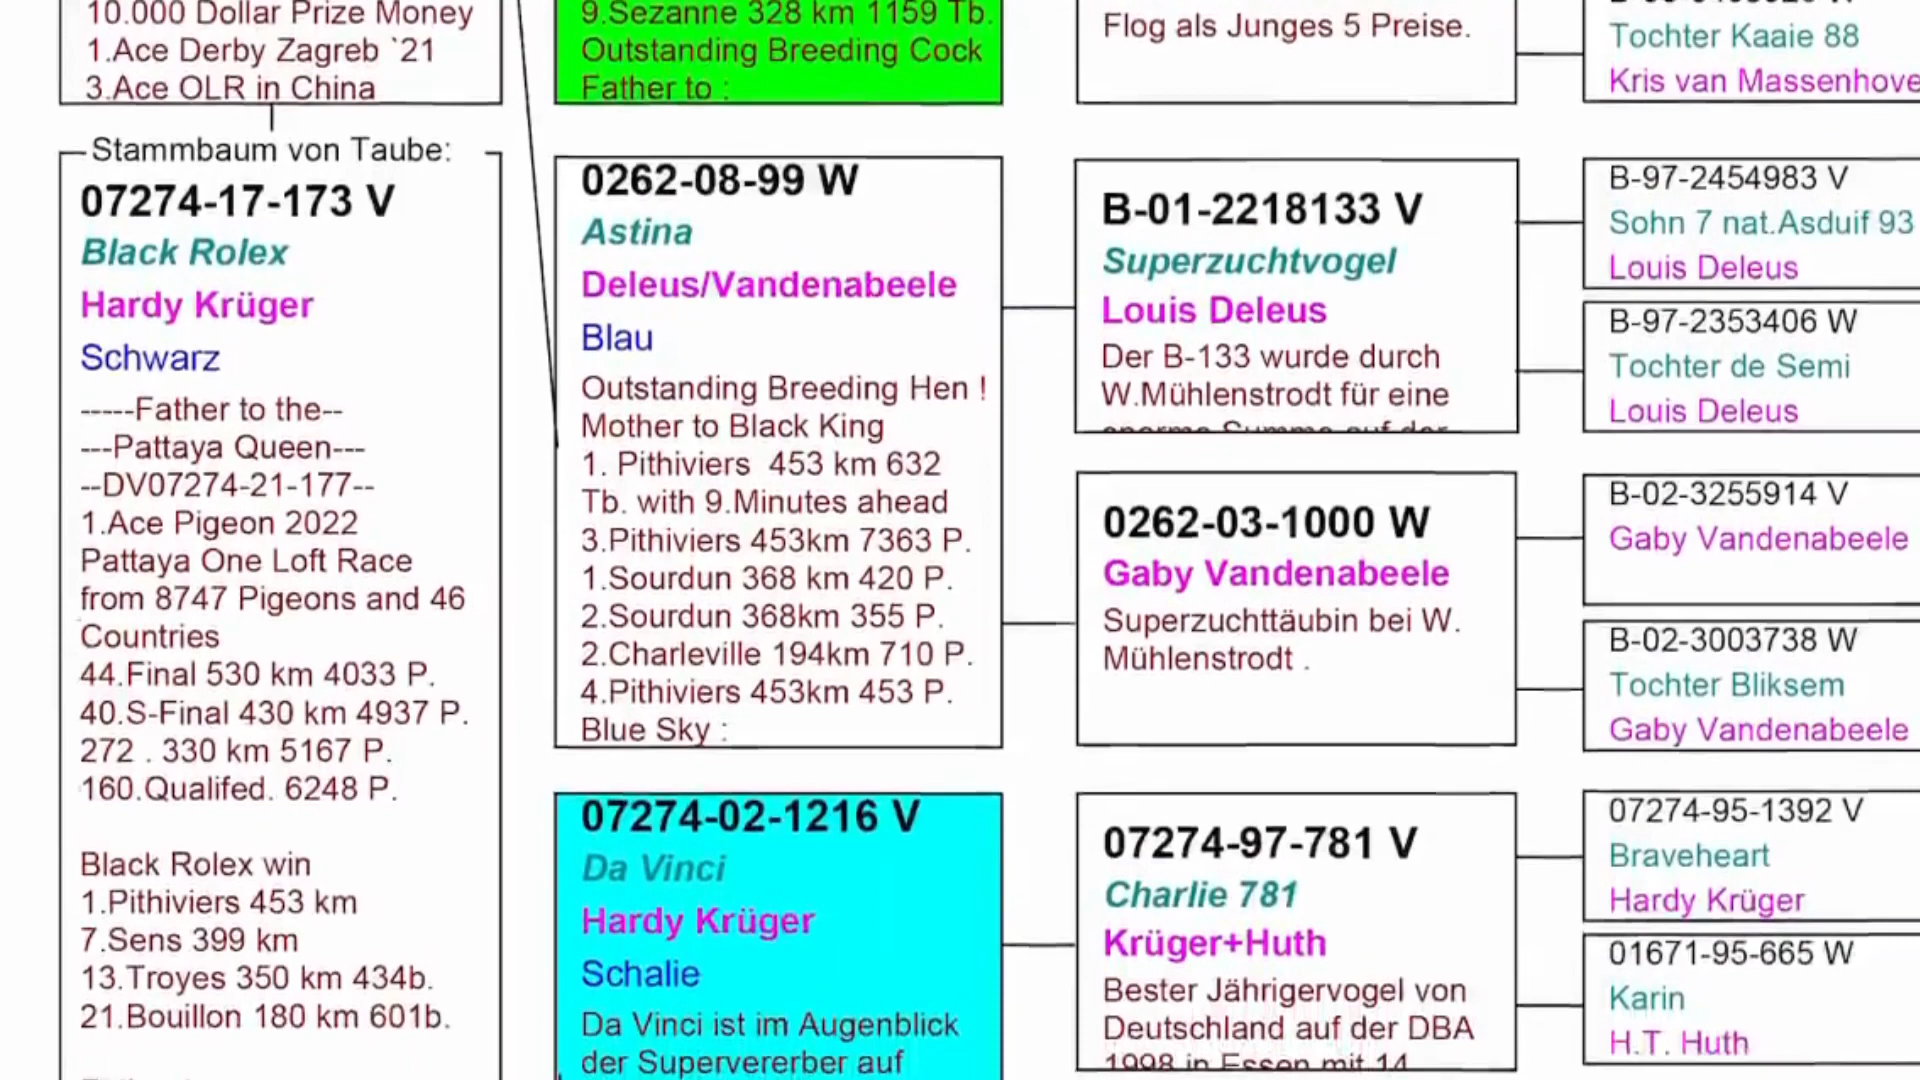 10.000 Dollar Prize Money
1.Ace Derby Zagreb `21
3.Ace OLR in China
Stammbaum von Taube:
07274-17-173 V
Black Rolex
Hardy Krüger
Schwarz
-----Father to the--
---Pattaya Queen---
--DV07274-21-177--
1.Ace Pigeon 2022
Pattaya One Loft Race
from 8747 Pigeons and 46
Countries
44.Final 530 km 4033 P.
40.S-Final 430 km 4937 P.
272 . 330 km 5167 P.
160.Qualifed. 6248 P.
Black Rolex win
1.Pithiviers 453 km
7.Sens 399 km
13.Troyes 350 km 434b.
21.Bouillon 180 km 601b.
9.Sezanne 328 km 1159 Tb.
Outstanding Breeding Cock
Father to :
0262-08-99 W
Astina
Deleus/Vandenabeele
Blau
Outstanding Breeding Hen !
Mother to Black King
1. Pithiviers 453 km 632
Tb. with 9.Minutes ahead
3.Pithiviers 453km 7363 P.
1.Sourdun 368 km 420 P.
2.Sourdun 368km 355 P.
2.Charleville 194km 710 P.
4.Pithiviers 453km 453 P.
Blue Sky :
07274-02-1216 V
Da Vinci
Hardy Krüger
Schalie
Da Vinci ist im Augenblick
der Supervererber auf
Flog als Junges 5 Preise.
B-01-2218133 V
Superzuchtvogel
Louis Deleus
Der B-133 wurde durch
W.Mühlenstrodt für eine
enorme Summe auf der
0262-03-1000 W
Gaby Vandenabeele
Superzuchttäubin bei W.
Mühlenstrodt .
07274-97-781 V
Charlie 781
Krüger+Huth
Bester Jährigervogel von
Deutschland auf der DBA
1998 in Essen mit 14
Tochter Kaaie 88
Kris van Massenhove
B-97-2454983 V
Sohn 7 nat.Asduif 93
Louis Deleus
B-97-2353406 W
Tochter de Semi
Louis Deleus
B-02-3255914 V
Gaby Vandenabeele
B-02-3003738 W
Tochter Bliksem
Gaby Vandenabeele
07274-95-1392 V
Braveheart
Hardy Krüger
01671-95-665 W
Karin
H.T. Huth